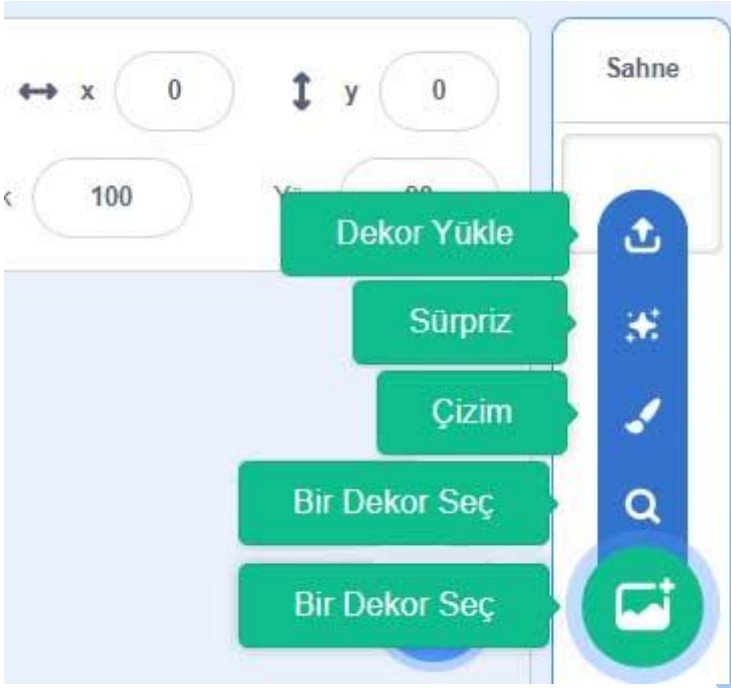 x 0 y 0 Sahne
k 100
Dekor Yükle
Sürpriz
Çizim
Bir Dekor Seç
Bir Dekor Seç